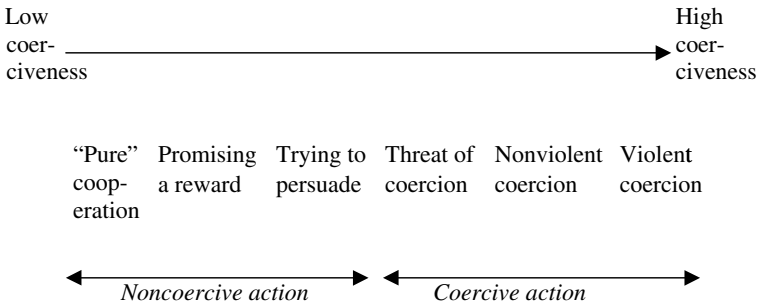 Low
coer-
civeness
High
coer-
civeness
“Pure”
coop-
eration
Promising
a reward
Trying to
persuade
Threat of
coercion
Nonviolent
coercion
Violent
coercion
Noncoercive action
Coercive action